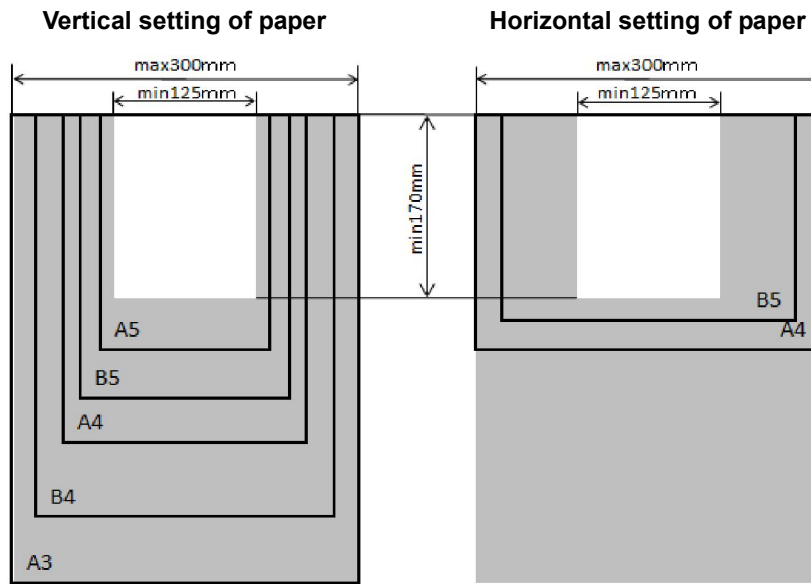 Vertical setting of paper
max300mm
min125mm
min170mm
A5
B5
A4
B4
A3
Horizontal setting of paper
max300mm
min125mm
B5
A4